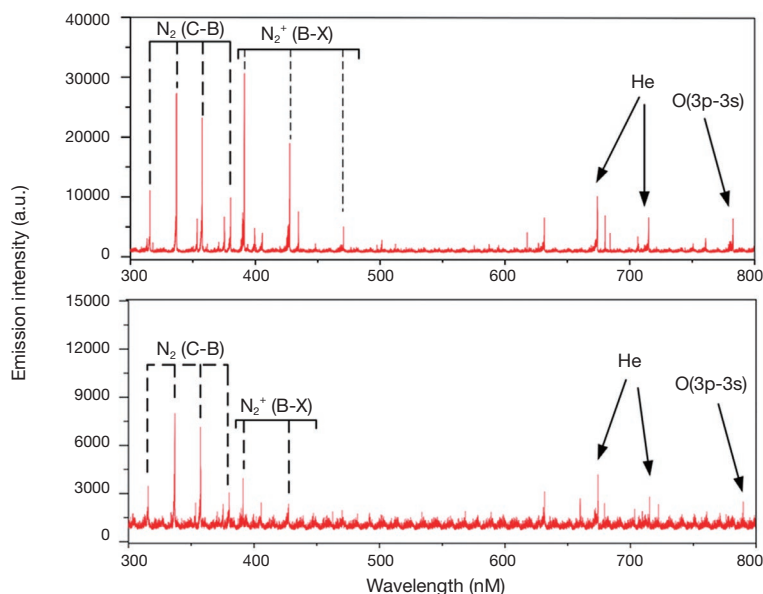 Emission intensity (a.u.)
40000
30000
20000
10000
0
N₂ (C-B)
N₂⁺ (B-X)
He
O(3p-3s)
300 400 500 600 700 800
15000
12000
9000
6000
3000
0
N₂ (C-B)
N₂⁺ (B-X)
He
O(3p-3s)
300 400 500 600 700 800
Wavelength (nM)